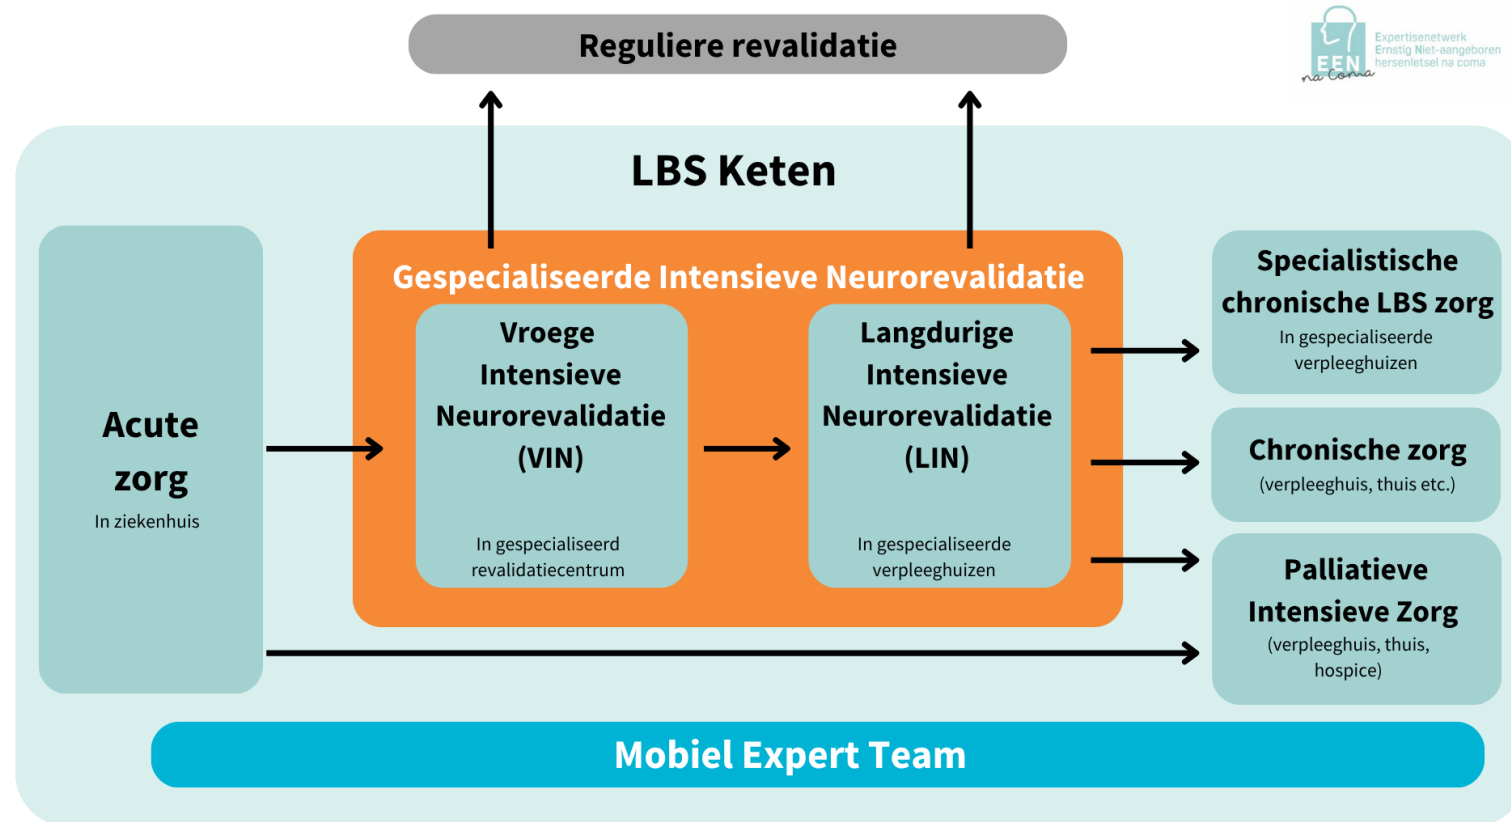 Reguliere revalidatie
EEN
na Coma
Expertisenetwerk
Ernstig Niet-aangeboren
hersenletsel na coma
LBS Keten
Acute
zorg
In ziekenhuis
Gespecialiseerde Intensieve Neurorevalidatie
Vroege
Intensieve
Neurorevalidatie
(VIN)
In gespecialiseerd
revalidatiecentrum
Langdurige
Intensieve
Neurorevalidatie
(LIN)
In gespecialiseerde
verpleeghuizen
Specialistische
chronische LBS zorg
In gespecialiseerde
verpleeghuizen
Chronische zorg
(verpleeghuis, thuis etc.)
Palliatieve
Intensieve Zorg
(verpleeghuis, thuis,
hospice)
Mobiel Expert Team